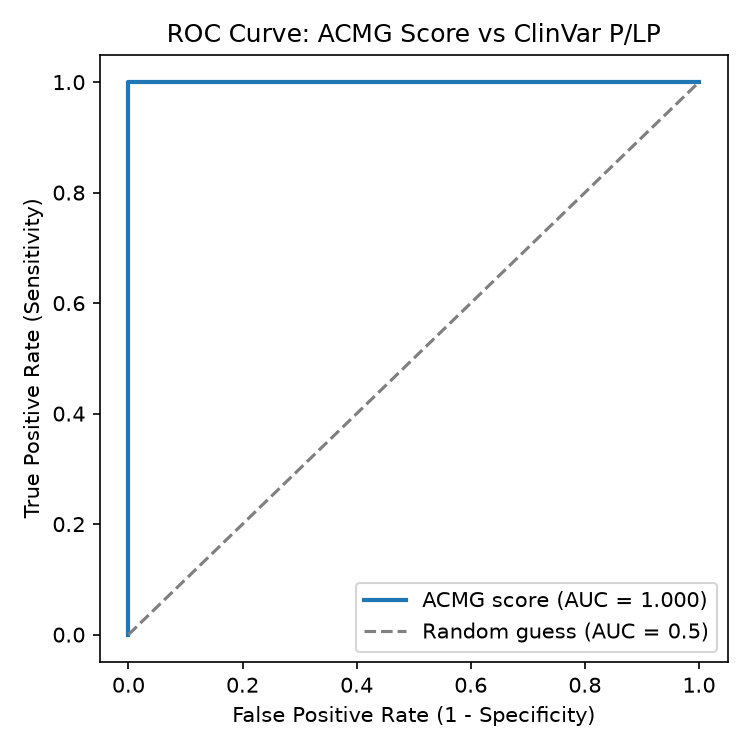 ROC Curve: ACMG Score vs ClinVar P/LP
True Positive Rate (Sensitivity)
1.0
0.8
0.6
0.4
0.2
0.0
ACMG score (AUC = 1.000)
Random guess (AUC = 0.5)
0.0 0.2 0.4 0.6 0.8 1.0
False Positive Rate (1 - Specificity)